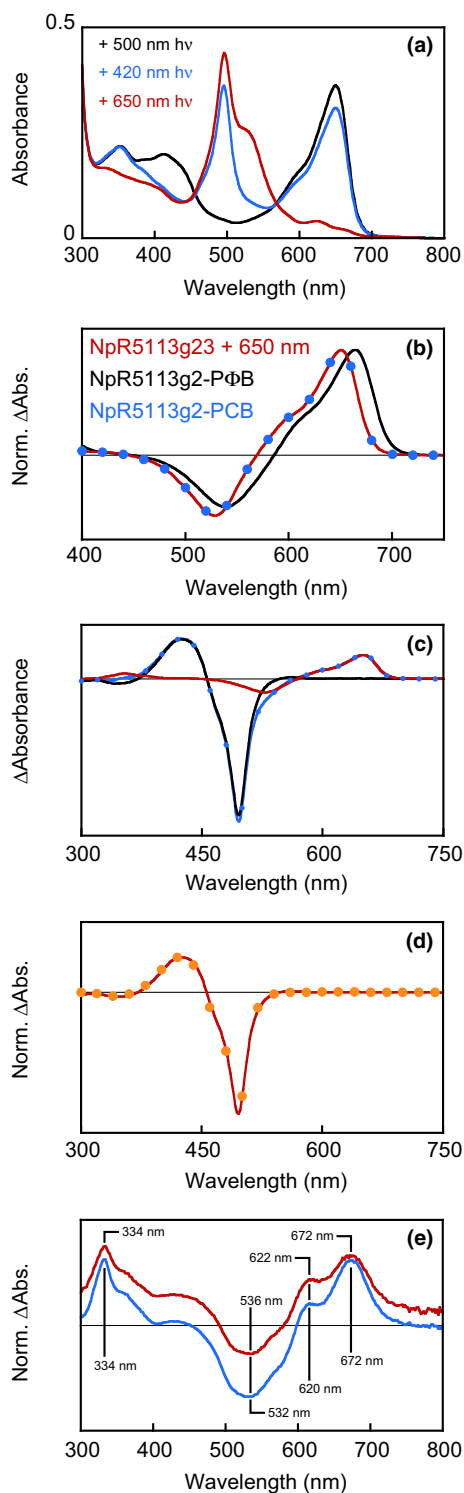 0.5
+ 500 nm hν
(a)
+ 420 nm hν
+ 650 nm hν
Absorbance
0
300 400 500 600 700 800
Wavelength (nm)
NpR5113g23 + 650 nm
(b)
NpR5113g2-PΦB
NpR5113g2-PCB
Norm. ΔAbs.
400 500 600 700
Wavelength (nm)
(c)
ΔAbsorbance
300 450 600 750
Wavelength (nm)
(d)
Norm. ΔAbs.
300 450 600 750
Wavelength (nm)
(e)
334 nm
672 nm
622 nm
536 nm
Norm. ΔAbs.
334 nm
672 nm
620 nm
532 nm
300 400 500 600 700 800
Wavelength (nm)